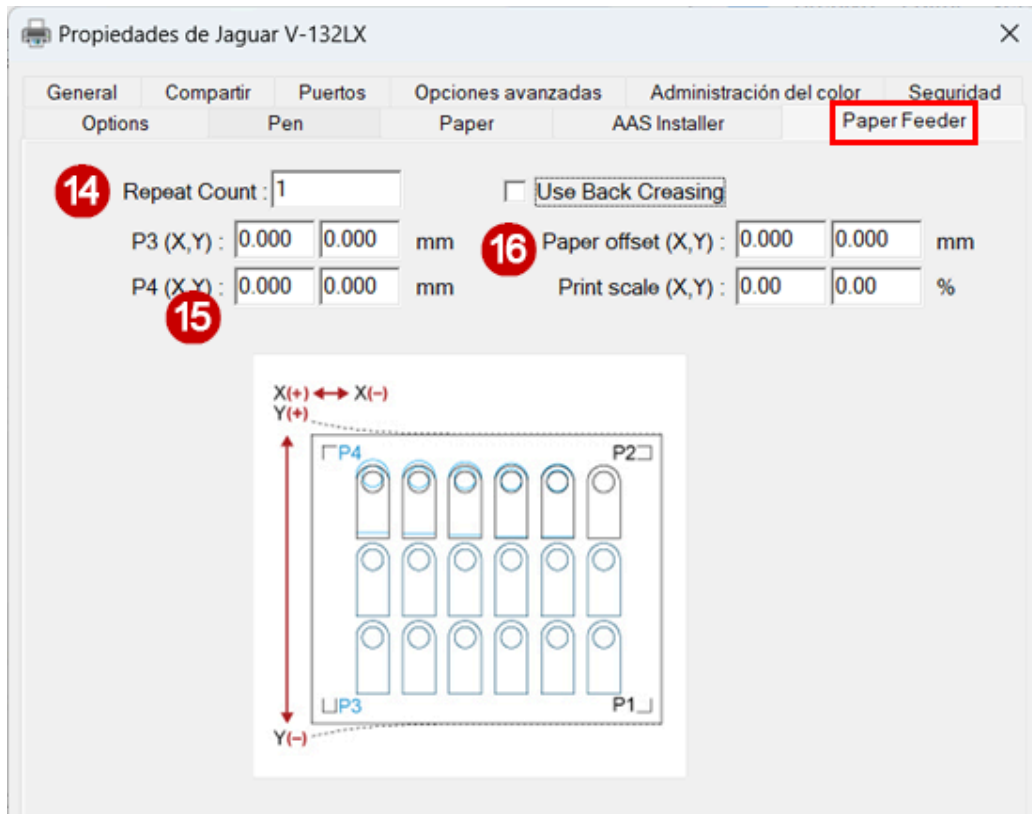 Propiedades de Jaguar V-132LX
General Compartir Puertos Opciones avanzadas Administración del color Seguridad
Options Pen Paper AAS Installer Paper Feeder
14 Repeat Count : 1 Use Back Creasing
P3 (X,Y) : 0.000 0.000 mm 16 Paper offset (X,Y) : 0.000 0.000 mm
P4 (X,Y) : 0.000 0.000 mm Print scale (X,Y) : 0.00 0.00 %
15
X(+) X(-)
Y(+)
P4 P2
P3 P1
Y(-)